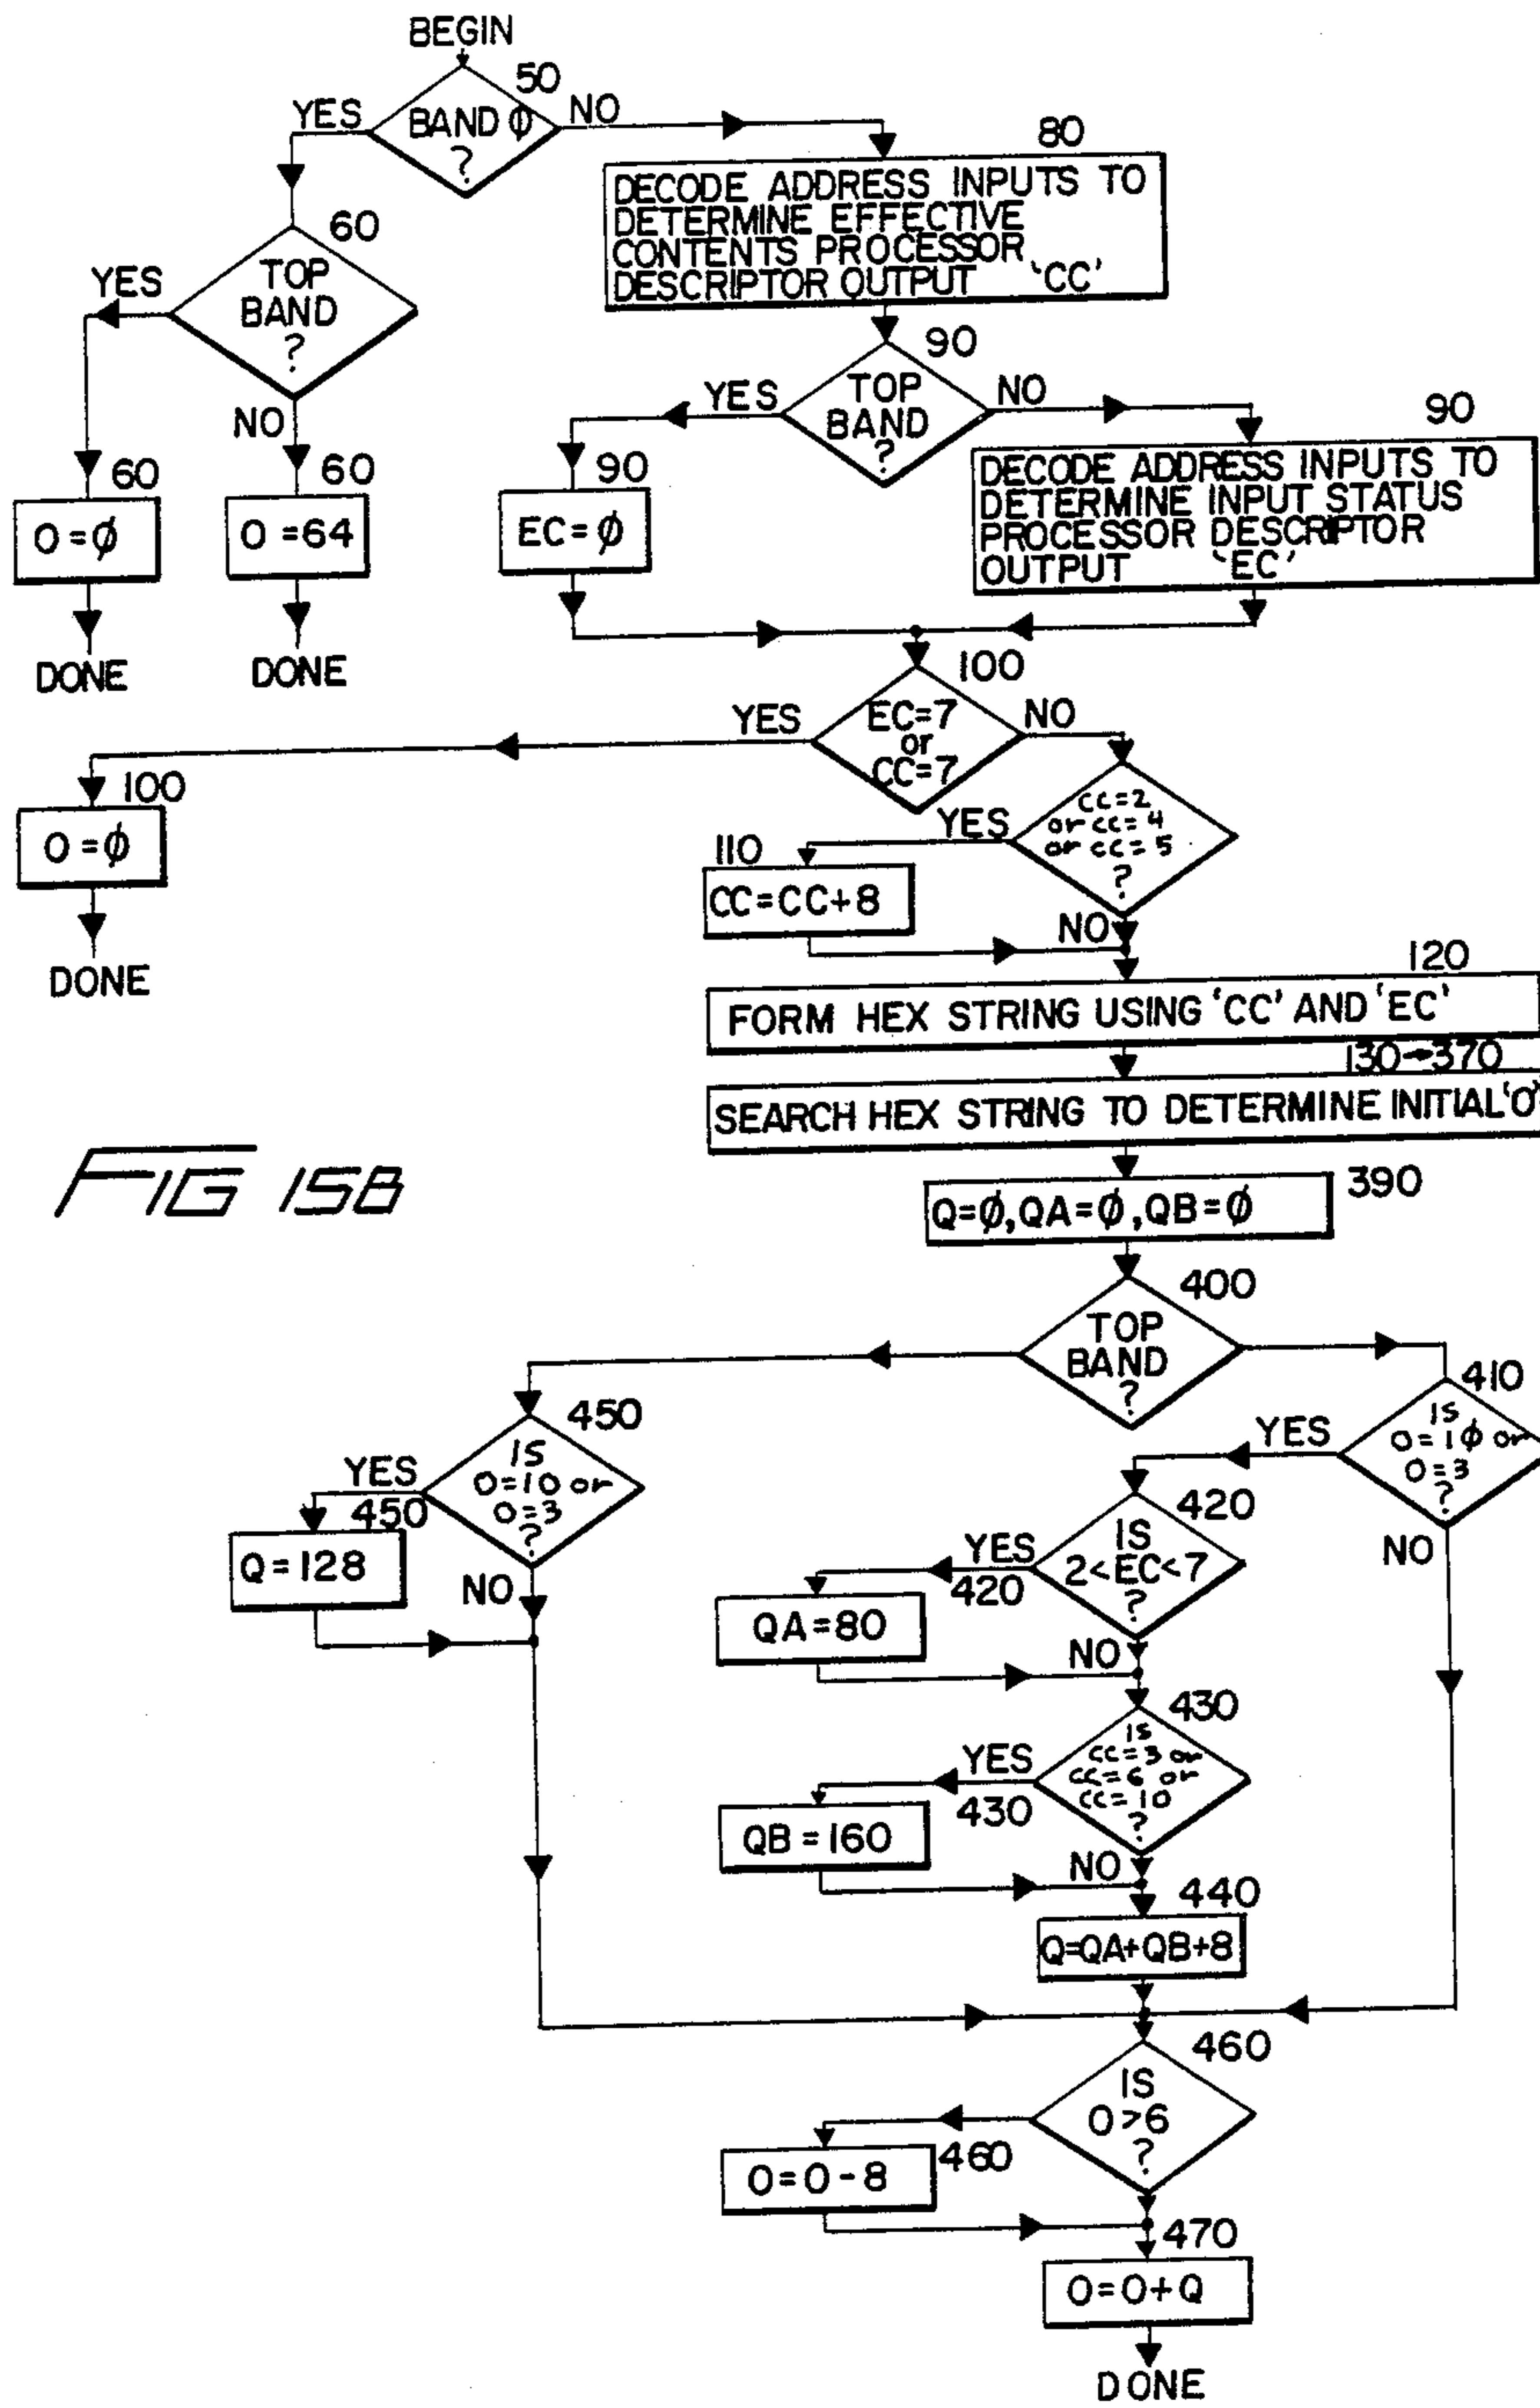 BEGIN
50
BAND ϕ
?
YES
NO
80
DECODE ADDRESS INPUTS TO
DETERMINE EFFECTIVE
CONTENTS PROCESSOR
DESCRIPTOR OUTPUT 'CC'
60
TOP
BAND
?
YES
NO
60
O=ϕ
DONE
60
O=64
DONE
90
TOP
BAND
?
YES
NO
90
EC=ϕ
90
DECODE ADDRESS INPUTS TO
DETERMINE INPUT STATUS
PROCESSOR DESCRIPTOR
OUTPUT 'EC'
100
EC=7
or
CC=7
YES
NO
100
O=ϕ
DONE
CC=2
or CC=4
or CC=5
?
YES
110
CC=CC+8
NO
120
FORM HEX STRING USING 'CC' AND 'EC'
130→370
SEARCH HEX STRING TO DETERMINE INITIAL 'O'
FIG 15B
390
Q=ϕ, QA=ϕ, QB=ϕ
400
TOP
BAND
?
450
IS
O=10 or
O=3
?
YES
450
Q=128
NO
410
IS
O=1ϕ or
O=3
?
YES
NO
420
IS
2<EC<7
?
YES
420
QA=80
NO
430
IS
CC=3 or
CC=6 or
CC=10
?
YES
430
QB=160
NO
440
Q=QA+QB+8
460
IS
O>6
?
460
O=O-8
470
O=O+Q
DONE